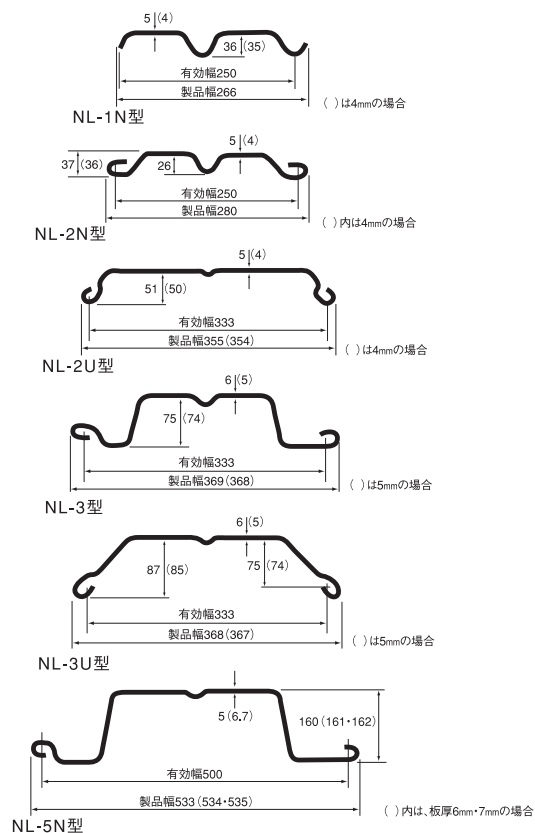 5 (4)
36 (35)
有効幅250
製品幅266
( )は4mmの場合
NL-1N型
5 (4)
37 (36)
26
有効幅250
製品幅280
( )内は4mmの場合
NL-2N型
5 (4)
51 (50)
有効幅333
製品幅355 (354)
( )は4mmの場合
NL-2U型
6 (5)
75 (74)
有効幅333
製品幅369 (368)
( )は5mmの場合
NL-3型
6 (5)
87 (85)
75 (74)
有効幅333
製品幅368 (367)
( )は5mmの場合
NL-3U型
5 (6.7)
160 (161・162)
有効幅500
製品幅533 (534・535)
( )内は、板厚6mm・7mmの場合
NL-5N型